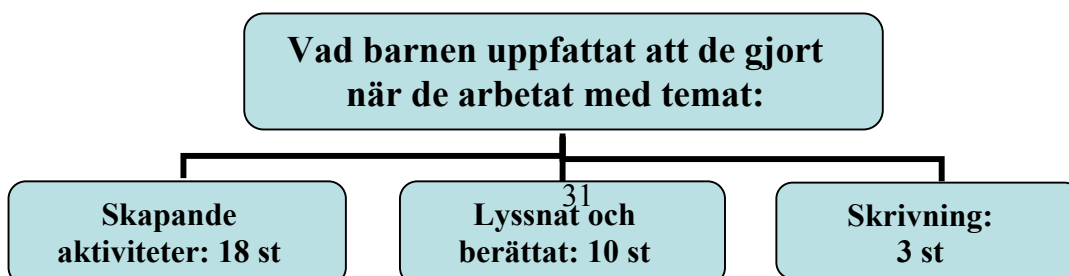 Vad barnen uppfattat att de gjort
när de arbetat med temat:
Skapande
aktiviteter: 18 st
31
Lyssnat och
berättat: 10 st
Skrivning:
3 st